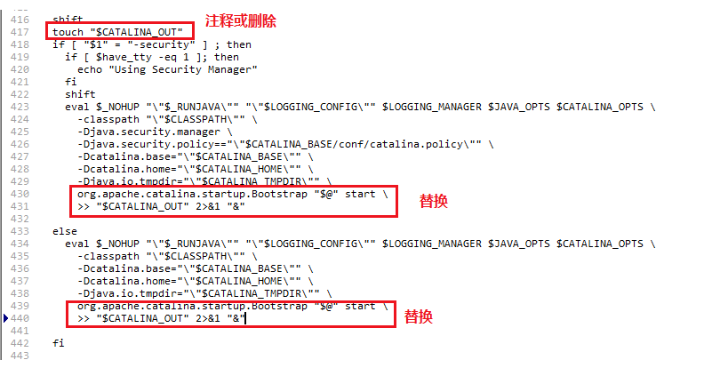 416 shift
417 touch "$CATALINA_OUT" 注释或删除
418 if [ "$1" = "-security" ] ; then
419 if [ $have_tty -eq 1 ]; then
420 echo "Using Security Manager"
421 fi
422 shift
423 eval $_NOHUP "\"$_RUNJAVA\"" "\"$LOGGING_CONFIG\"" $LOGGING_MANAGER $JAVA_OPTS $CATALINA_OPTS \
424 -classpath "\"$CLASSPATH\"" \
425 -Djava.security.manager \
426 -Djava.security.policy=="\"$CATALINA_BASE/conf/catalina.policy\"" \
427 -Dcatalina.base="\"$CATALINA_BASE\"" \
428 -Dcatalina.home="\"$CATALINA_HOME\"" \
429 -Djava.io.tmpdir="\"$CATALINA_TMPDIR\"" \
430 org.apache.catalina.startup.Bootstrap "$@" start \
替换
431 >> "$CATALINA_OUT" 2>&1 "&"
432
433 else
434 eval $_NOHUP "\"$_RUNJAVA\"" "\"$LOGGING_CONFIG\"" $LOGGING_MANAGER $JAVA_OPTS $CATALINA_OPTS \
435 -classpath "\"$CLASSPATH\"" \
436 -Dcatalina.base="\"$CATALINA_BASE\"" \
437 -Dcatalina.home="\"$CATALINA_HOME\"" \
438 -Djava.io.tmpdir="\"$CATALINA_TMPDIR\"" \
439 org.apache.catalina.startup.Bootstrap "$@" start \
440 >> "$CATALINA_OUT" 2>&1 "&" 替换
441
442 fi
443